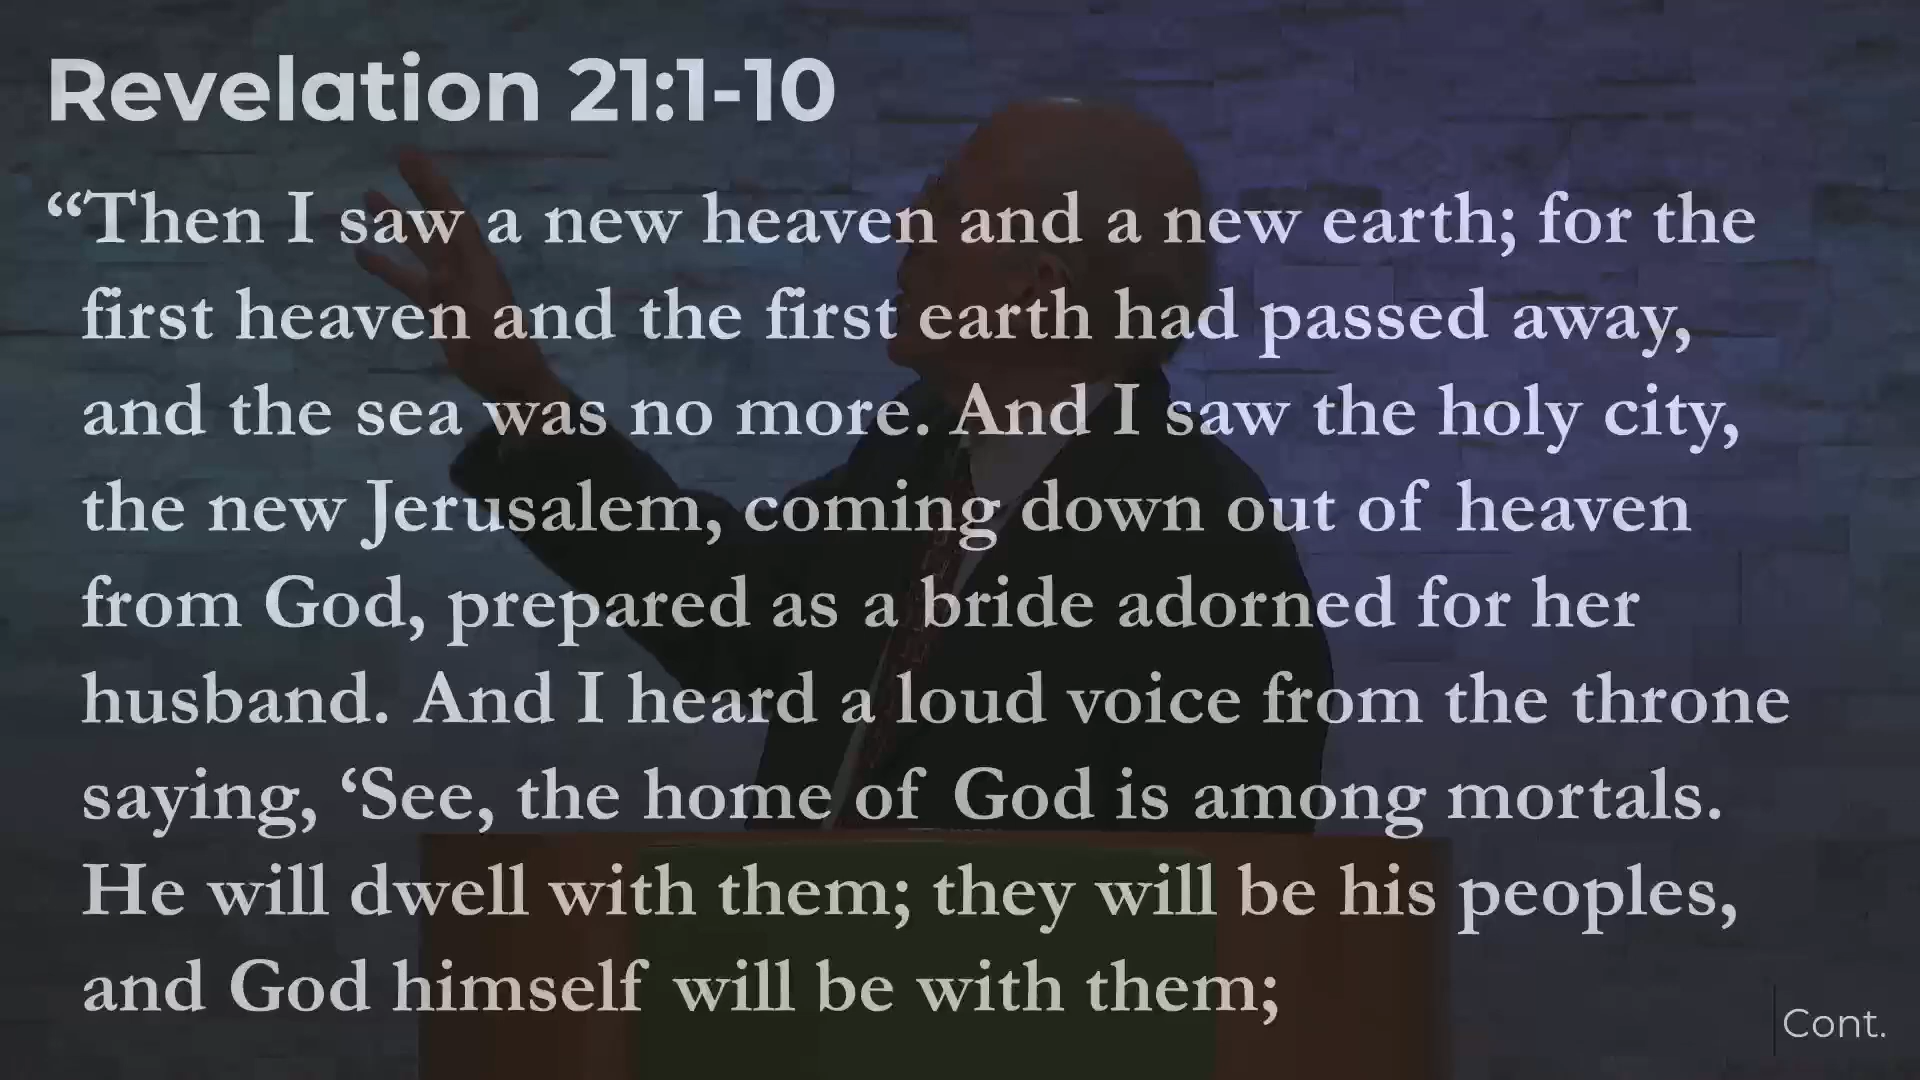 Revelation 21:1-10
“Then I saw a new heaven and a new earth; for the
first heaven and the first earth had passed away,
and the sea was no more. And I saw the holy city,
the new Jerusalem, coming down out of heaven
from God, prepared as a bride adorned for her
husband. And I heard a loud voice from the throne
saying, ‘See, the home of God is among mortals.
He will dwell with them; they will be his peoples,
and God himself will be with them;
Cont.